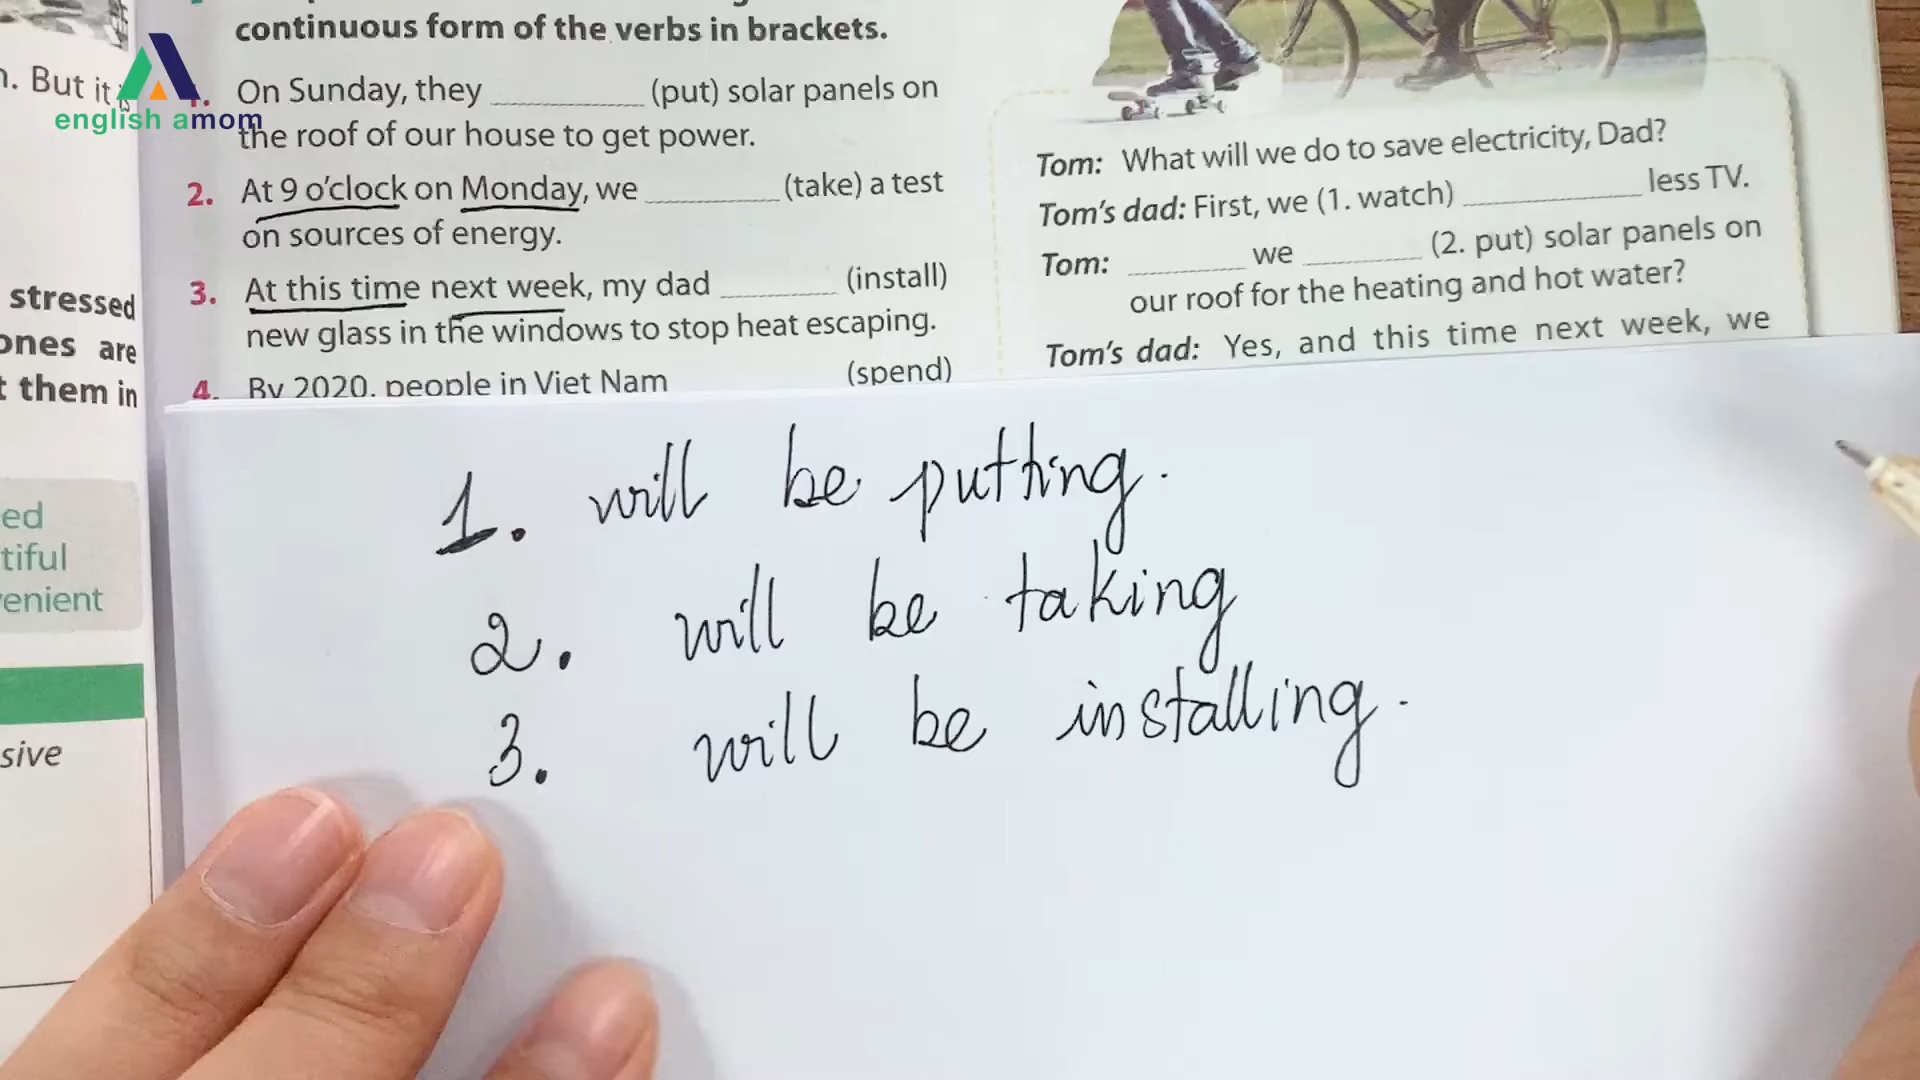 continuous form of the verbs in brackets.
1. On Sunday, they ________ (put) solar panels on
the roof of our house to get power.
2. At 9 o'clock on Monday, we ________ (take) a test
on sources of energy.
3. At this time next week, my dad ________ (install)
new glass in the windows to stop heat escaping.
4. By 2020, people in Viet Nam ________ (spend)
Tom: What will we do to save electricity, Dad?
Tom's dad: First, we (1. watch) ________ less TV.
Tom: ________ we ________ (2. put) solar panels on
our roof for the heating and hot water?
Tom's dad: Yes, and this time next week, we
. But it is
english amom
stressed
ones are
them in
ed
tiful
enient
sive
1. will be putting.
2. will be taking
3. will be installing.